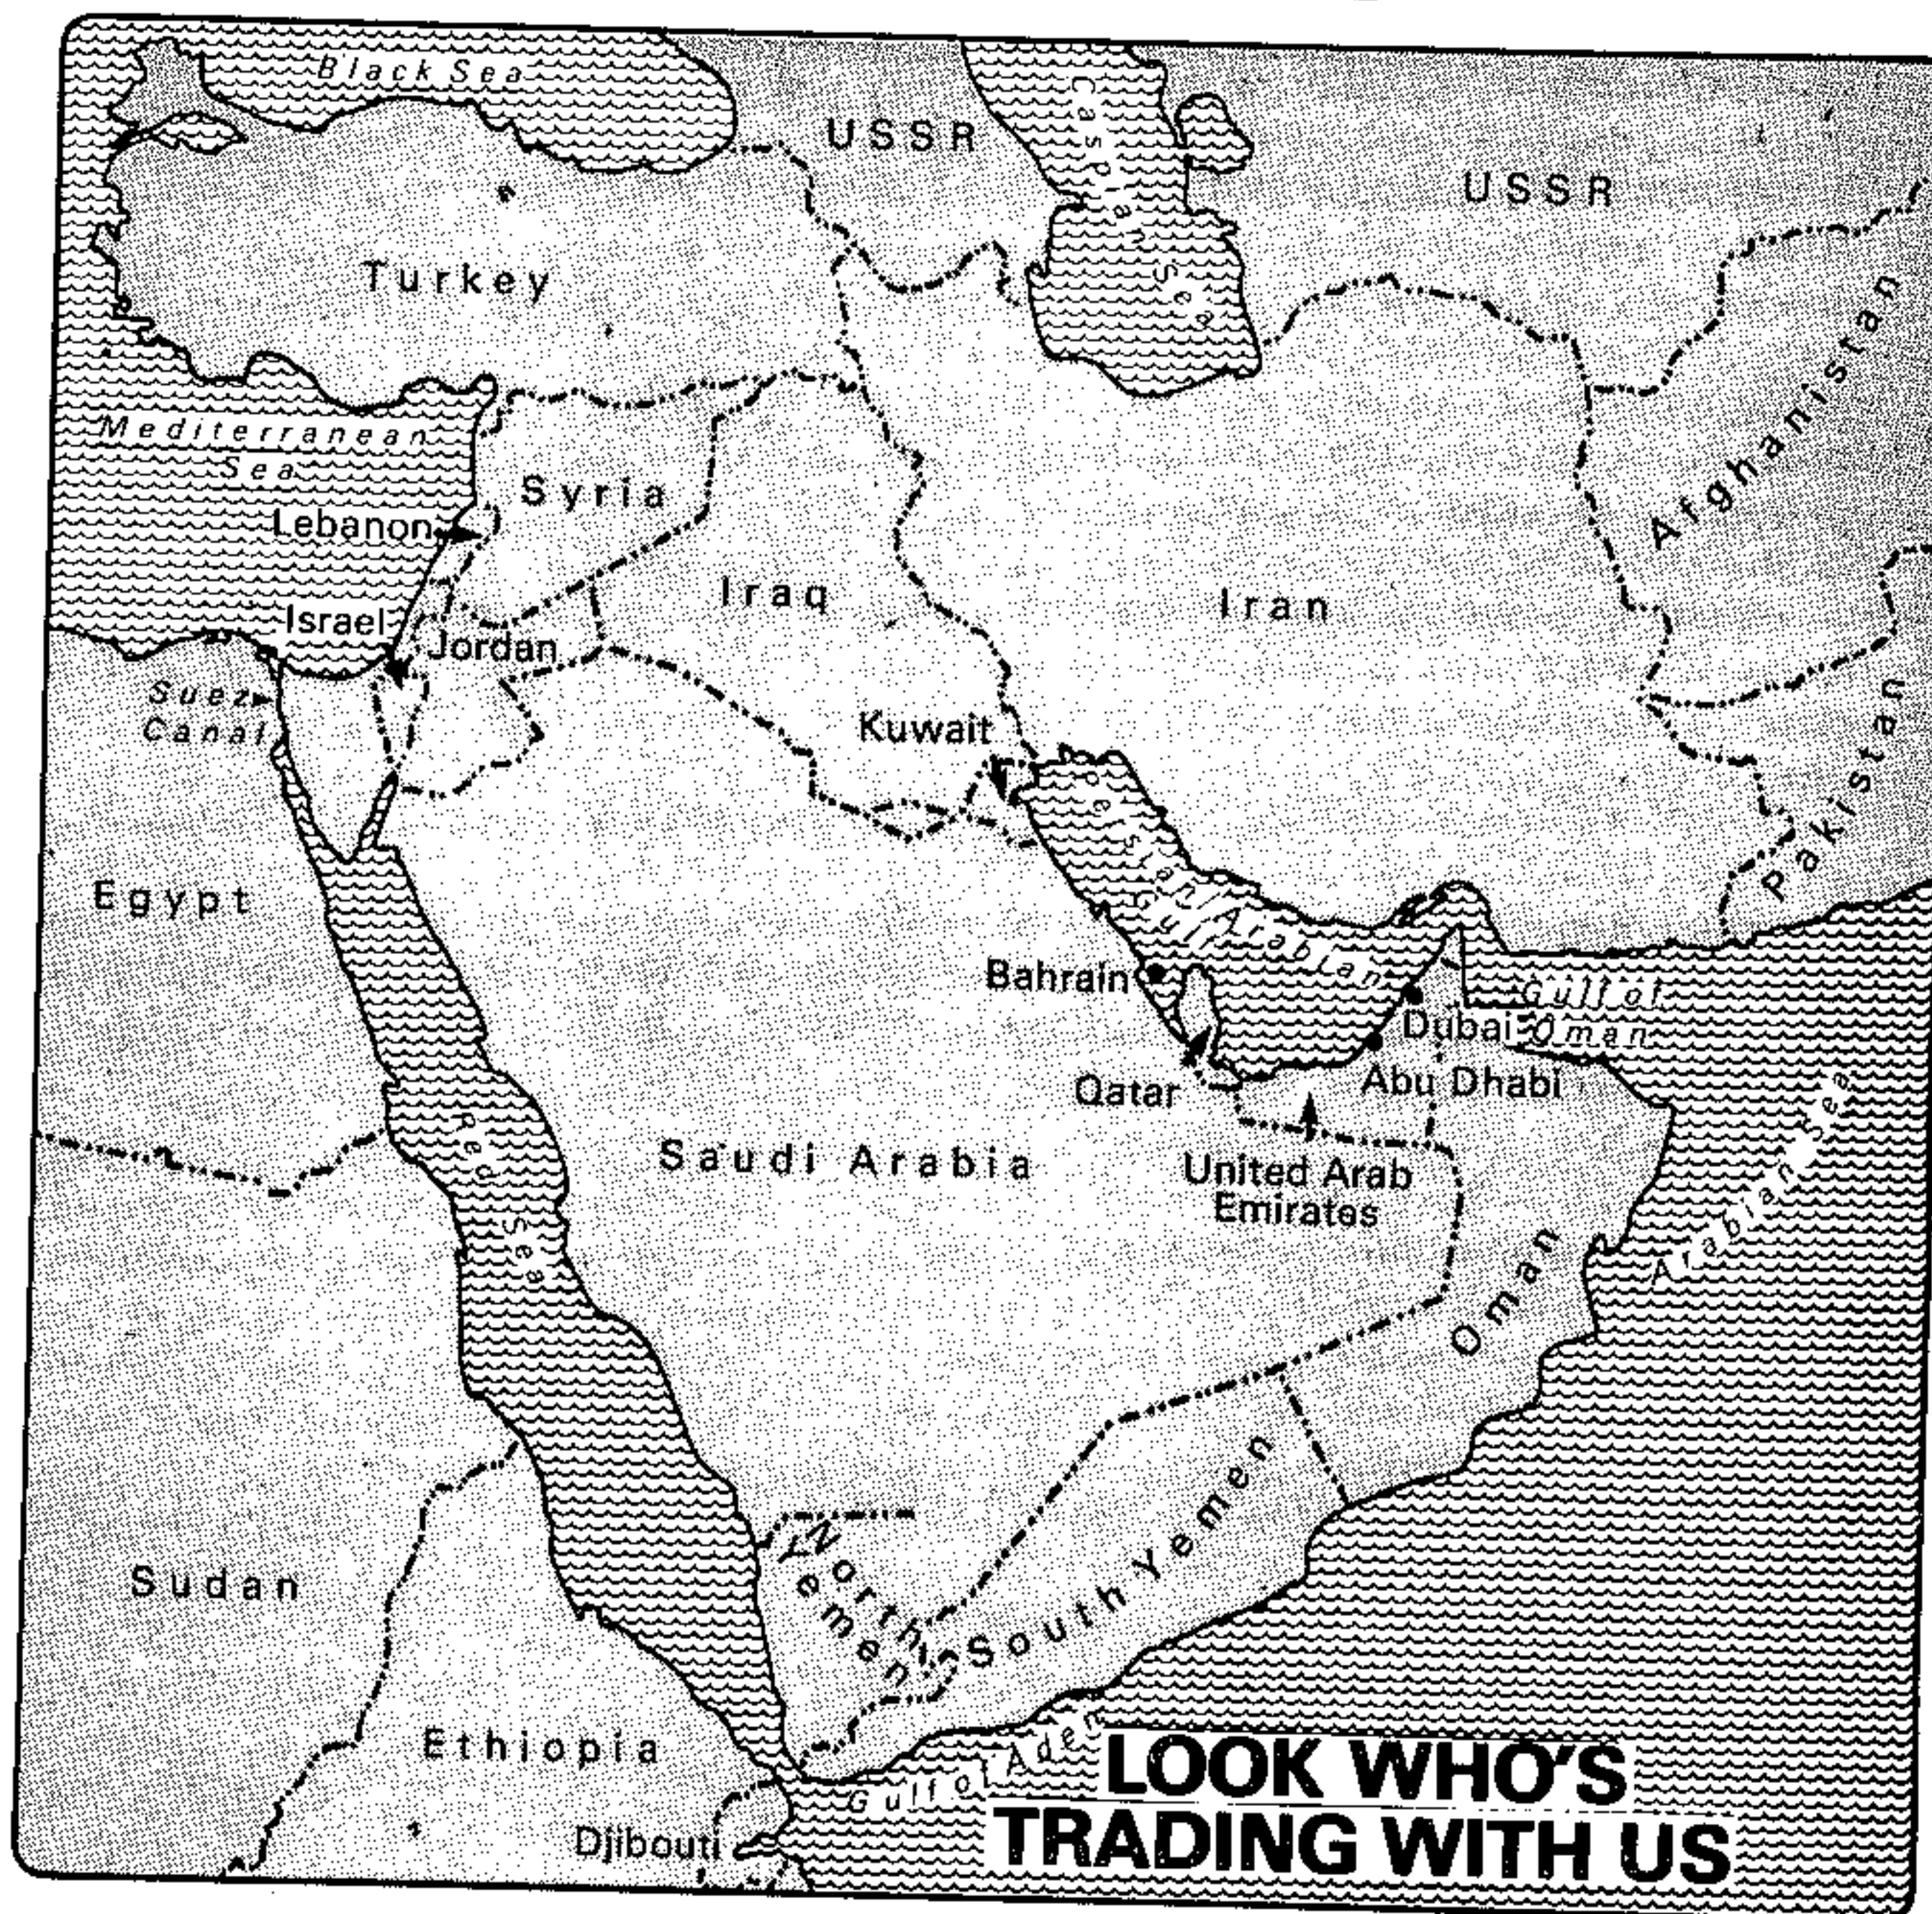 Black Sea
USSR
Caspian Sea
USSR
Turkey
Afghanistan
Mediterranean
Sea
Syria
Lebanon
Iraq
Iran
Israel
Jordan
Suez
Canal
Kuwait
Pakistan
Persian/Arabian
Gulf
Egypt
Bahrain
Gulf of
Oman
Dubai
Abu Dhabi
Qatar
Arabian Sea
Red Sea
Saudi Arabia
United Arab
Emirates
Oman
North
Yemen
South Yemen
Sudan
Ethiopia
Gulf of Aden
Djibouti
LOOK WHO'S
TRADING WITH US